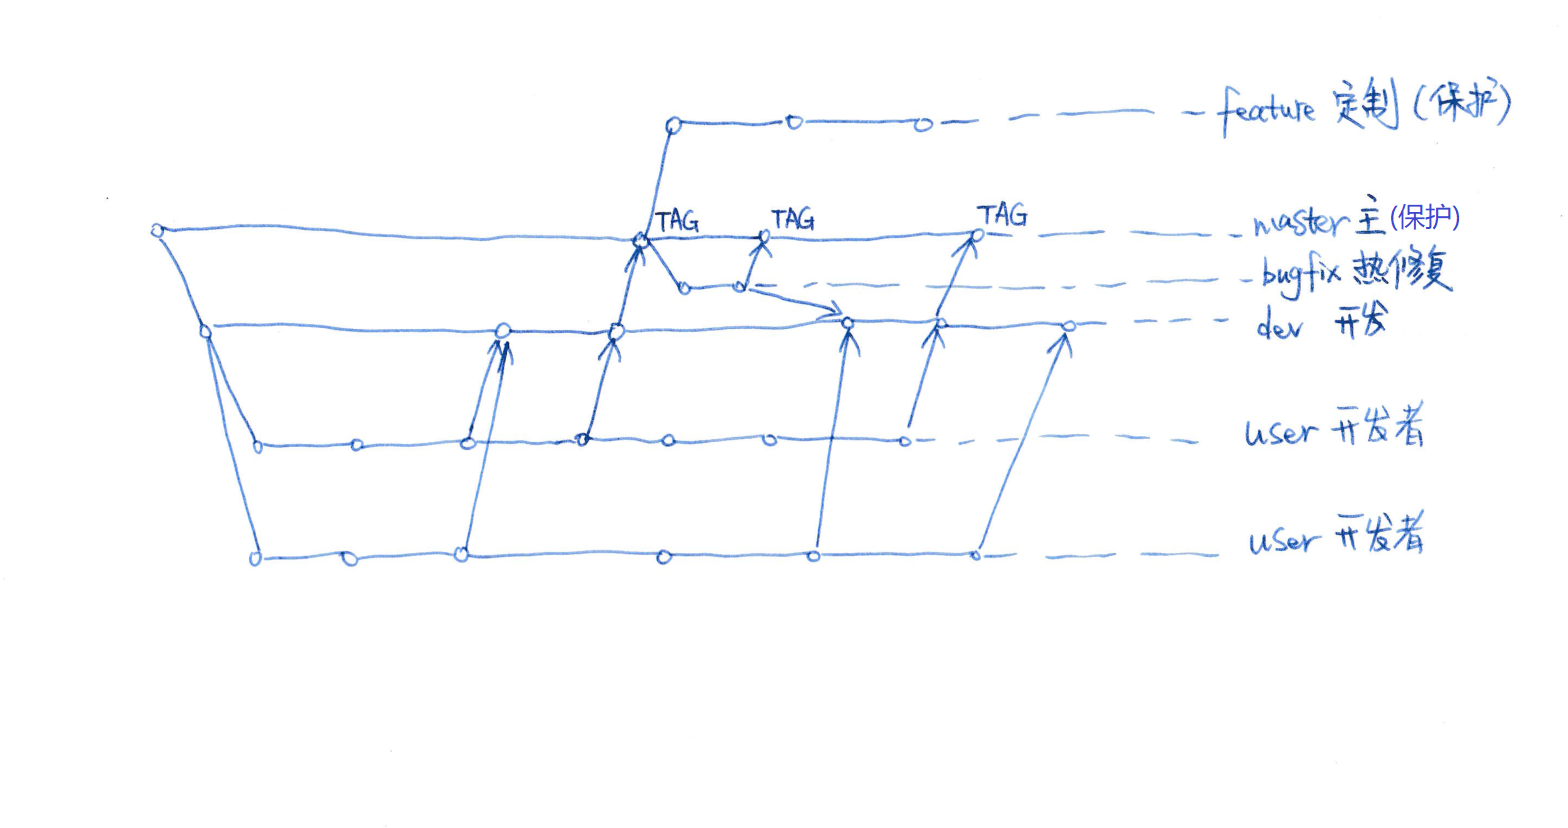 feature 定制 (保护)
TAG TAG TAG
master 主 (保护)
bugfix 热修复
dev 开发
user 开发者
user 开发者